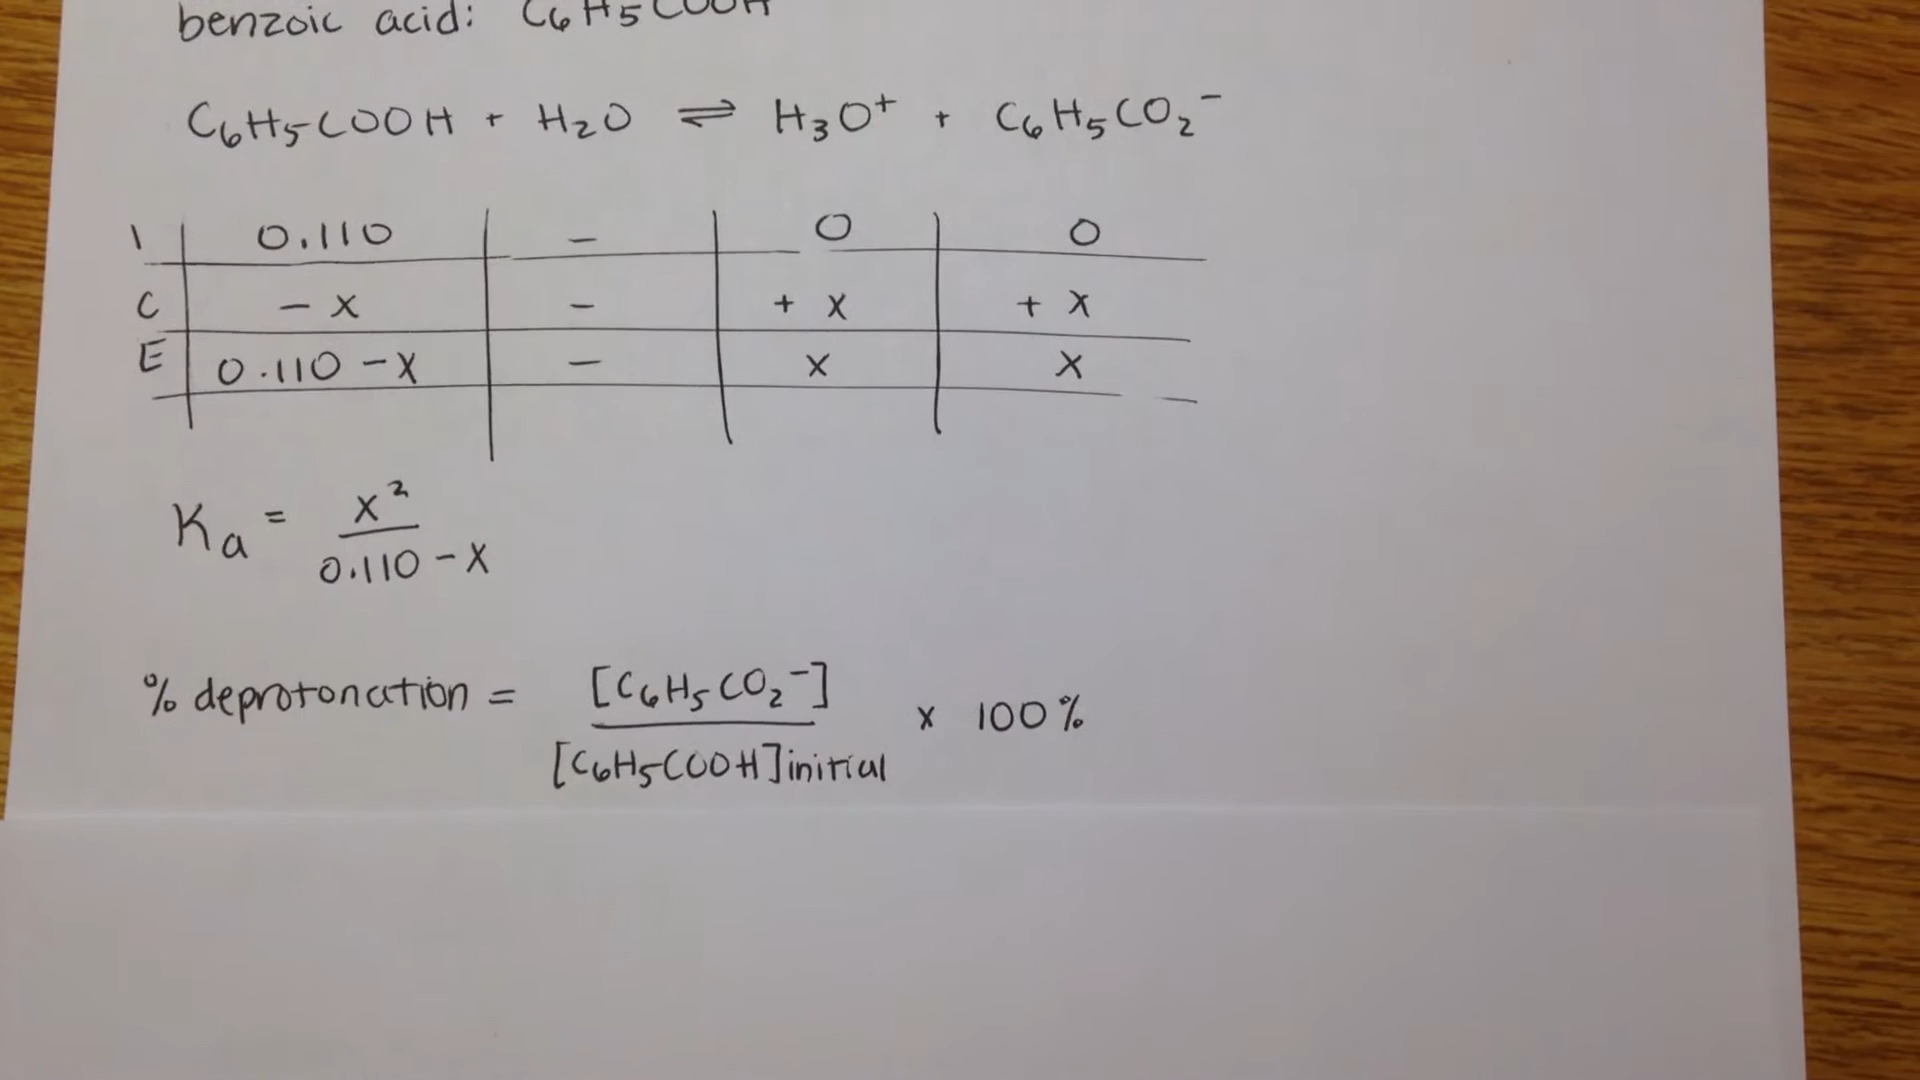 benzoic acid: C6H5COOH
C6H5COOH + H2O ⇌ H3O+ + C6H5CO2-
I 0.110 - 0 0
C - x - + x + x
E 0.110 - x - x x
Ka = x² / 0.110 - x
% deprotonation = [C6H5CO2-] / [C6H5COOH]initial x 100%